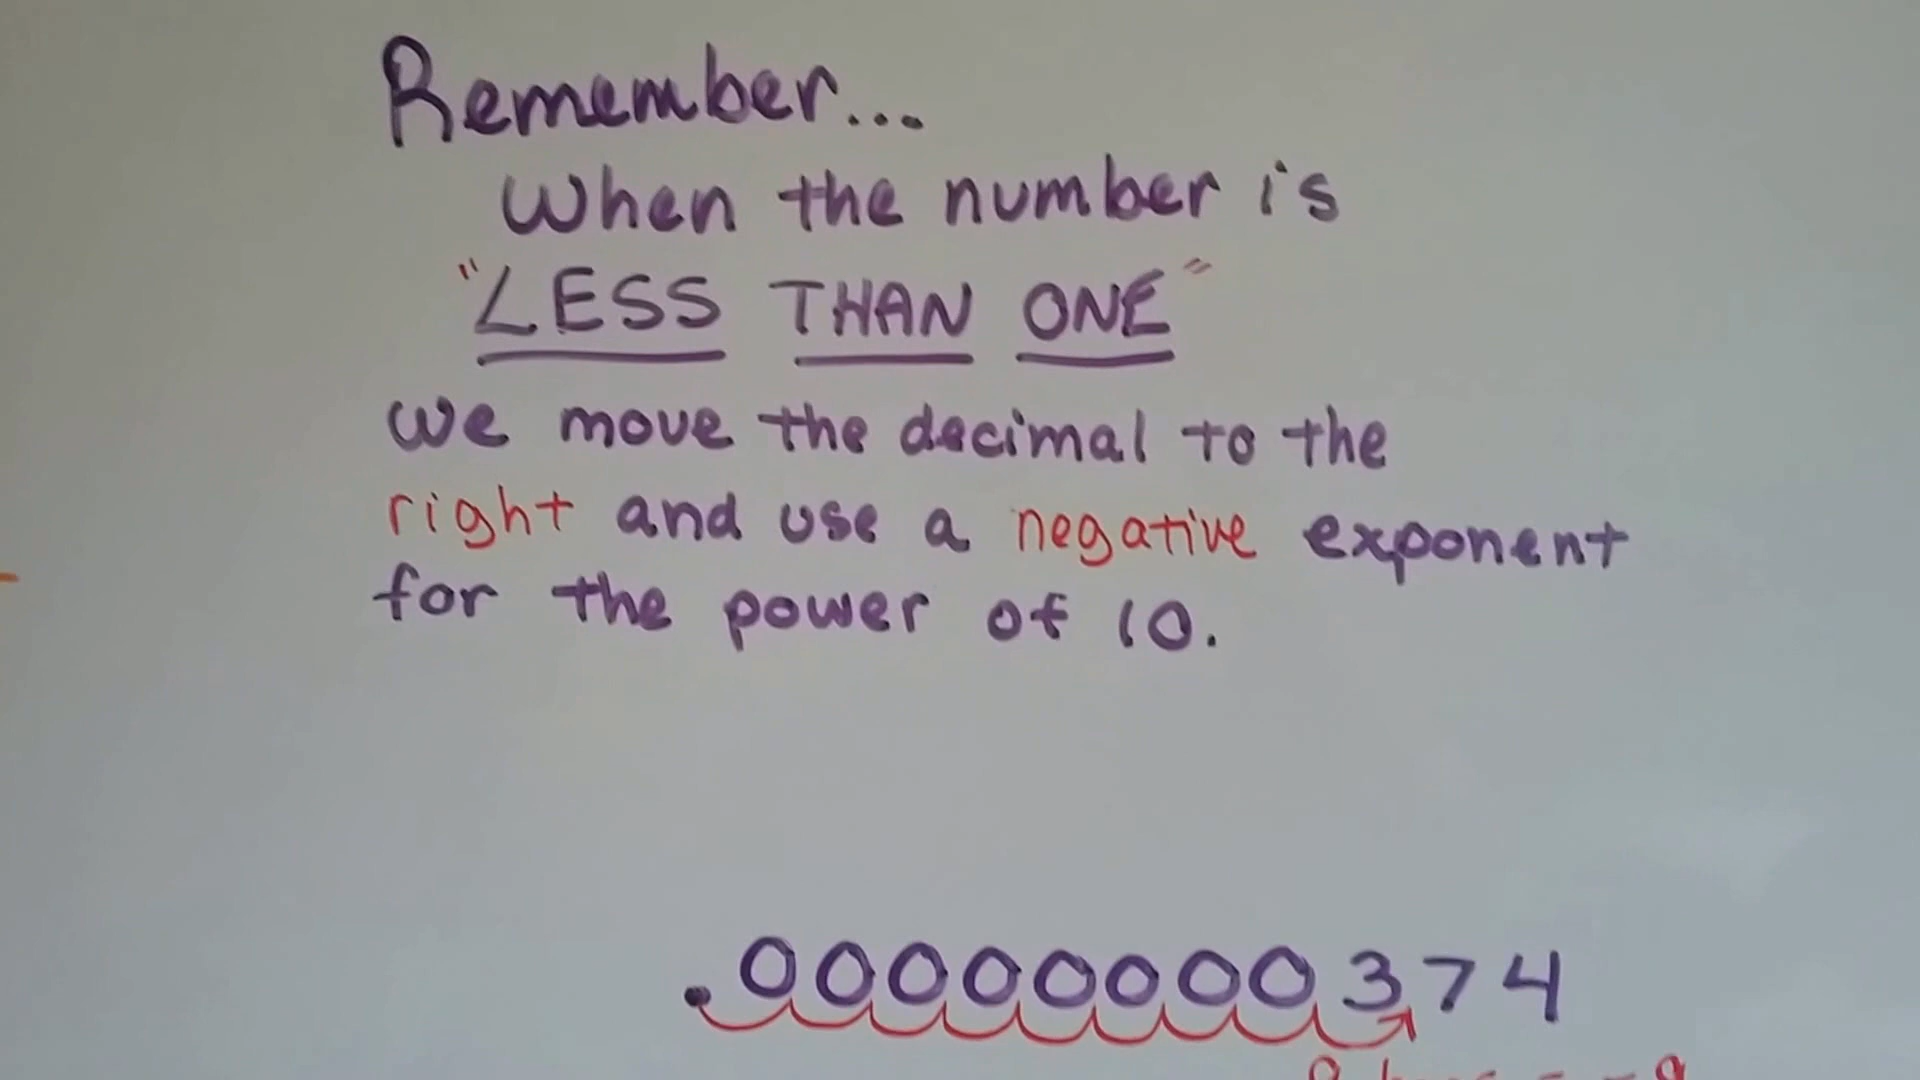 Remember...
When the number is
"LESS THAN ONE"
we move the decimal to the
right and use a negative exponent
for the power of 10.
.00000000374